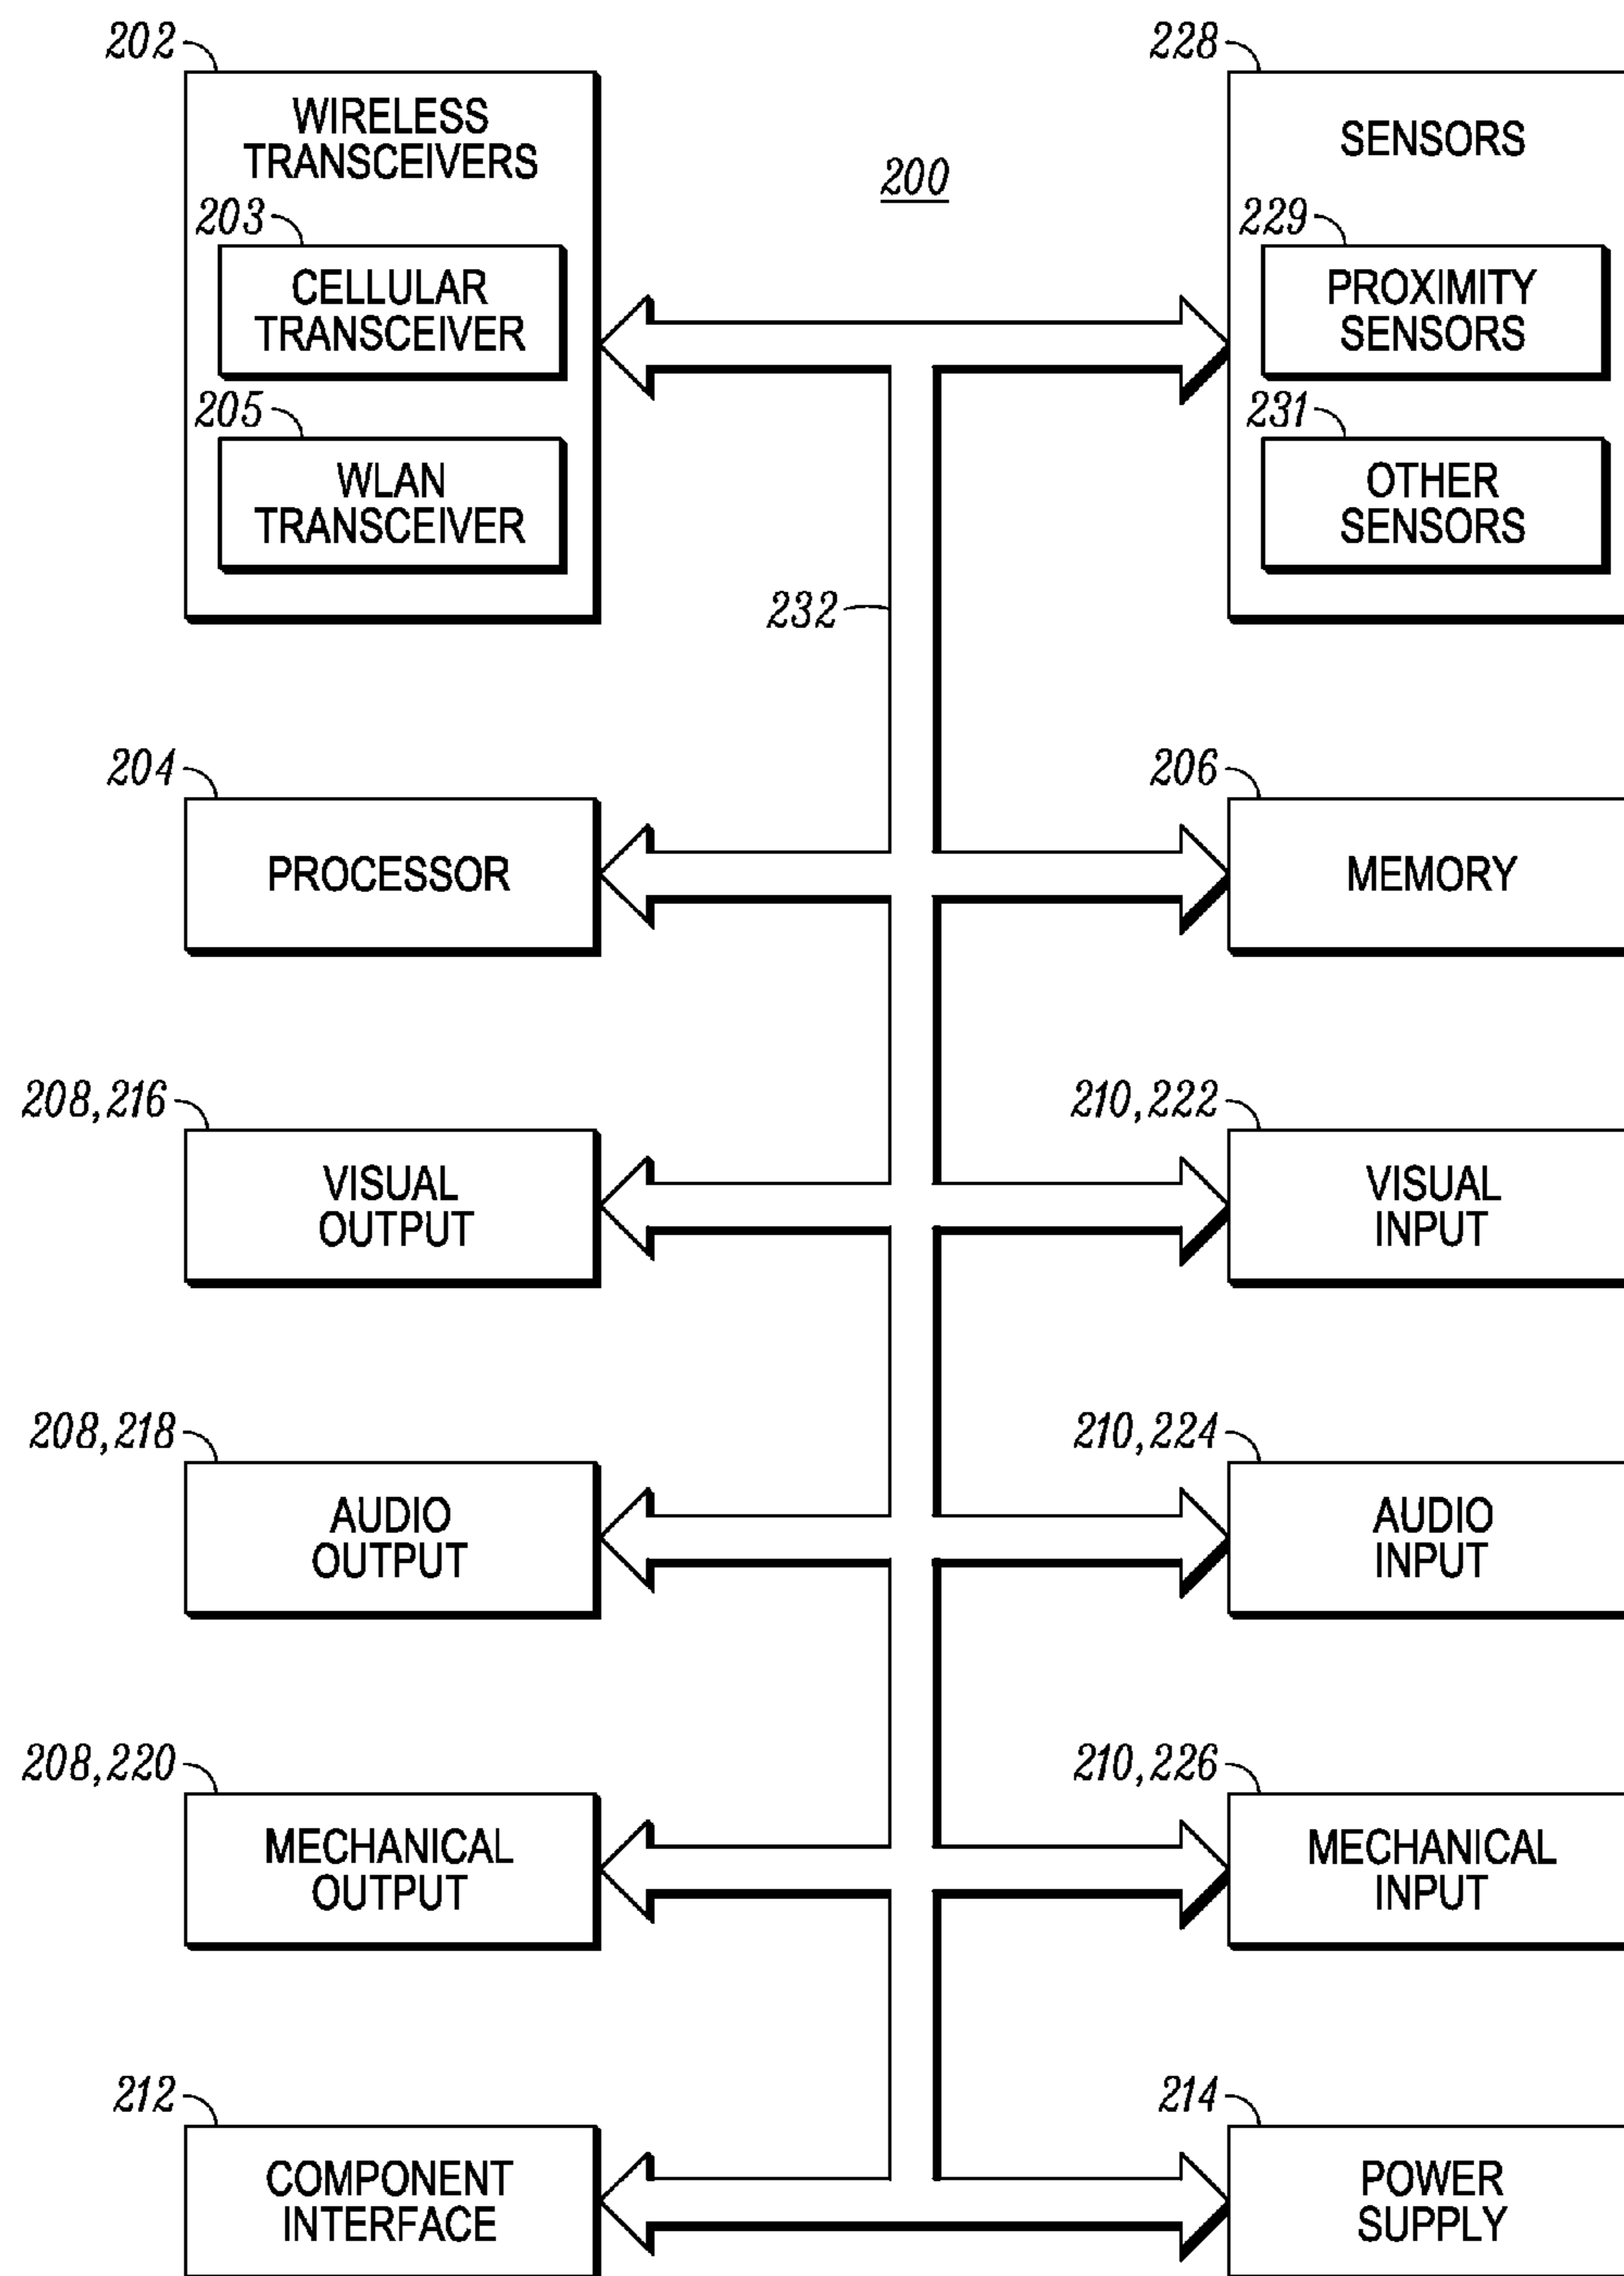 202
WIRELESS
TRANSCEIVERS
203
CELLULAR
TRANSCEIVER
205
WLAN
TRANSCEIVER
200
228
SENSORS
229
PROXIMITY
SENSORS
231
OTHER
SENSORS
232
204
PROCESSOR
206
MEMORY
208,216
VISUAL
OUTPUT
210,222
VISUAL
INPUT
208,218
AUDIO
OUTPUT
210,224
AUDIO
INPUT
208,220
MECHANICAL
OUTPUT
210,226
MECHANICAL
INPUT
212
COMPONENT
INTERFACE
214
POWER
SUPPLY